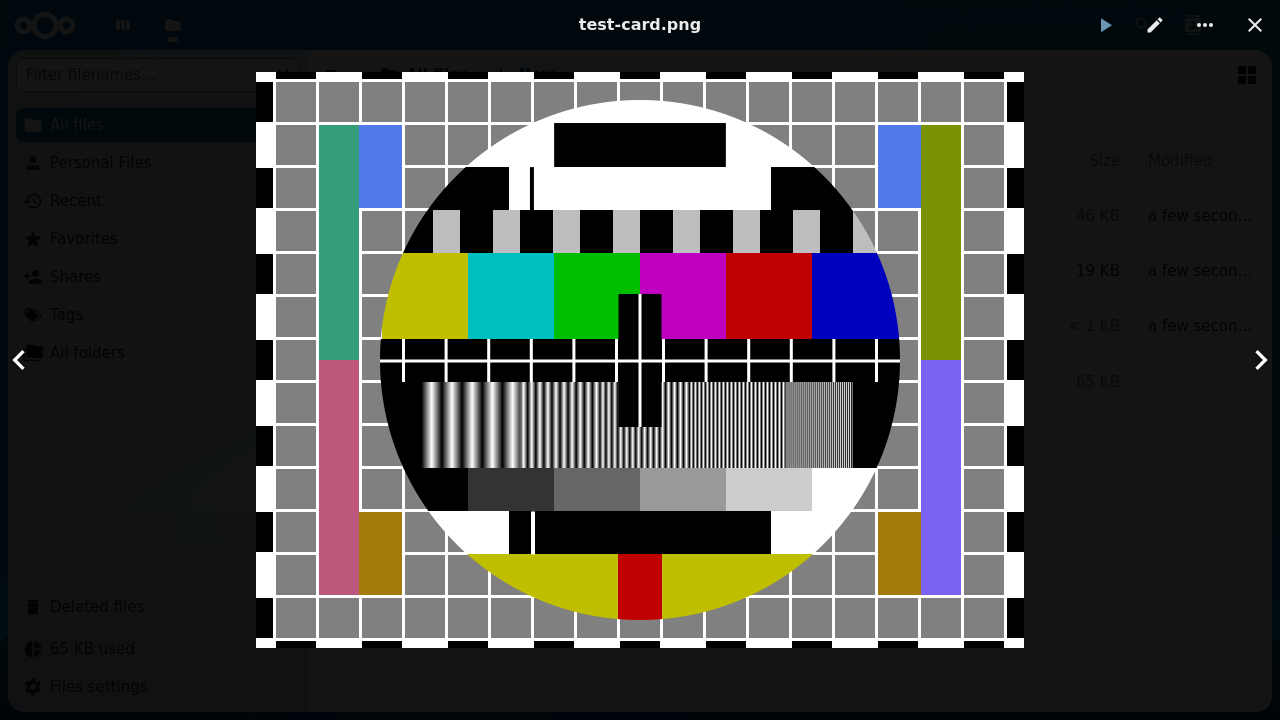 test-card.png
Filter filenames...
All files
Personal Files
Recent
Favorites
Shares
Tags
All folders
Size
Modified
46 KB
a few secon...
19 KB
a few secon...
< 1 KB
a few secon...
65 KB
Deleted files
65 KB used
Files settings